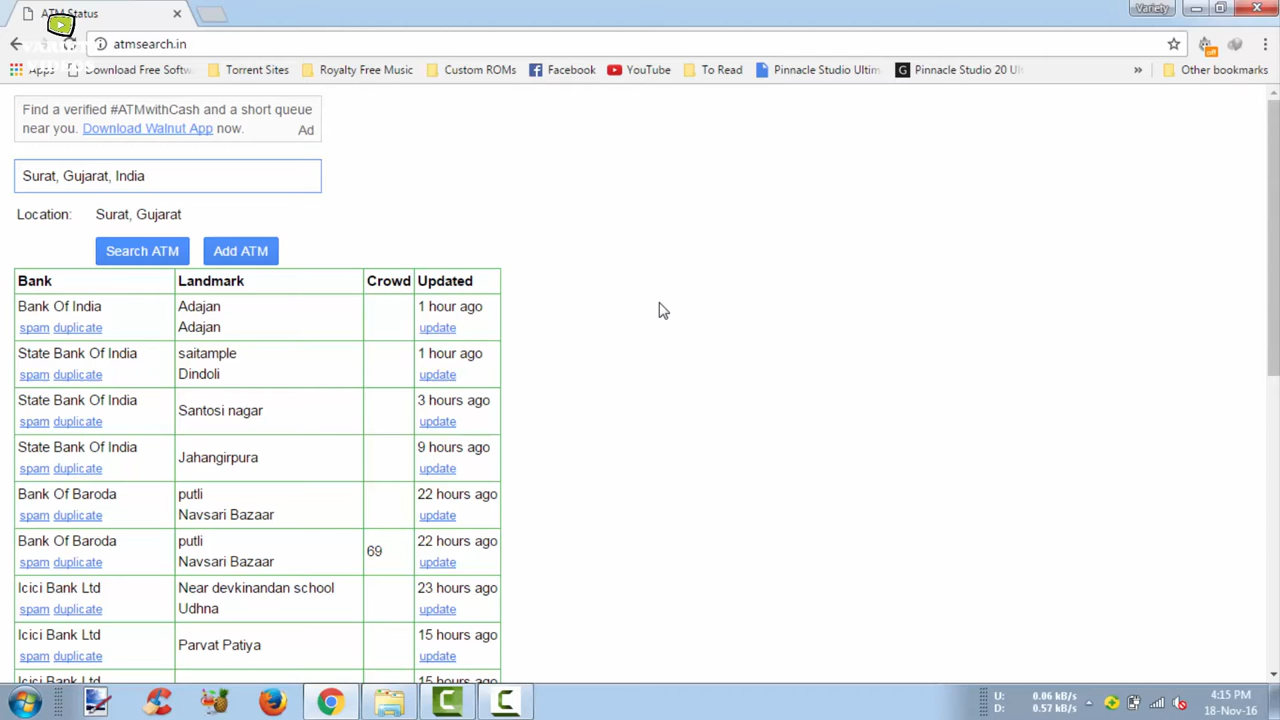 ATM Status
Variety
atmsearch.in
Apps Download Free Softw Torrent Sites Royalty Free Music Custom ROMs Facebook YouTube To Read Pinnacle Studio Ultim Pinnacle Studio 20 Ult » Other bookmarks
Find a verified #ATMwithCash and a short queue
near you. Download Walnut App now. Ad
Surat, Gujarat, India
Location: Surat, Gujarat
Search ATM Add ATM
Bank Landmark Crowd Updated
Bank Of India Adajan 1 hour ago
spam duplicate Adajan update
State Bank Of India saitample 1 hour ago
spam duplicate Dindoli update
State Bank Of India Santosi nagar 3 hours ago
spam duplicate update
State Bank Of India Jahangirpura 9 hours ago
spam duplicate update
Bank Of Baroda putli 22 hours ago
spam duplicate Navsari Bazaar update
Bank Of Baroda putli 69 22 hours ago
spam duplicate Navsari Bazaar update
Icici Bank Ltd Near devkinandan school 23 hours ago
spam duplicate Udhna update
Icici Bank Ltd Parvat Patiya 15 hours ago
spam duplicate update
Icici Bank Ltd 15 hours ago
U: 0.06 kB/s
D: 0.57 kB/s
4:15 PM
18-Nov-16